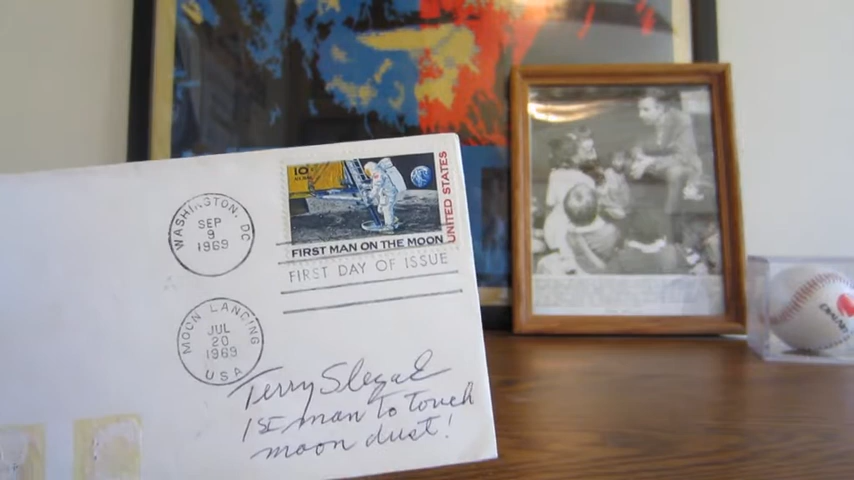 10¢
UNITED STATES
FIRST MAN ON THE MOON
FIRST DAY OF ISSUE
WASHINGTON, DC
SEP
9
1969
MOON LANDING
JUL
20
1969
USA
Terry Slezak
1st man to touch
moon dust!